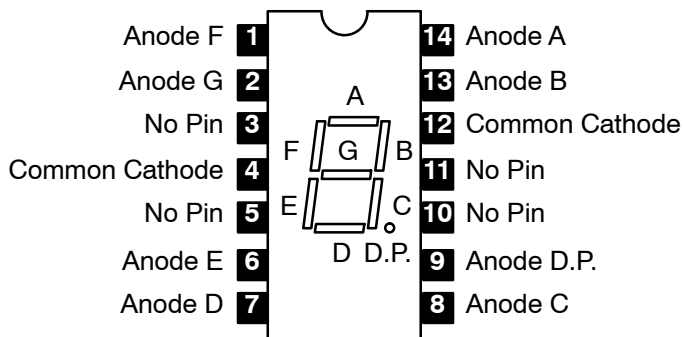 Anode F 1 14 Anode A
Anode G 2 13 Anode B
A
No Pin 3 12 Common Cathode
F G B
Common Cathode 4 11 No Pin
No Pin 5 E C 10 No Pin
D D.P.
Anode E 6 9 Anode D.P.
Anode D 7 8 Anode C